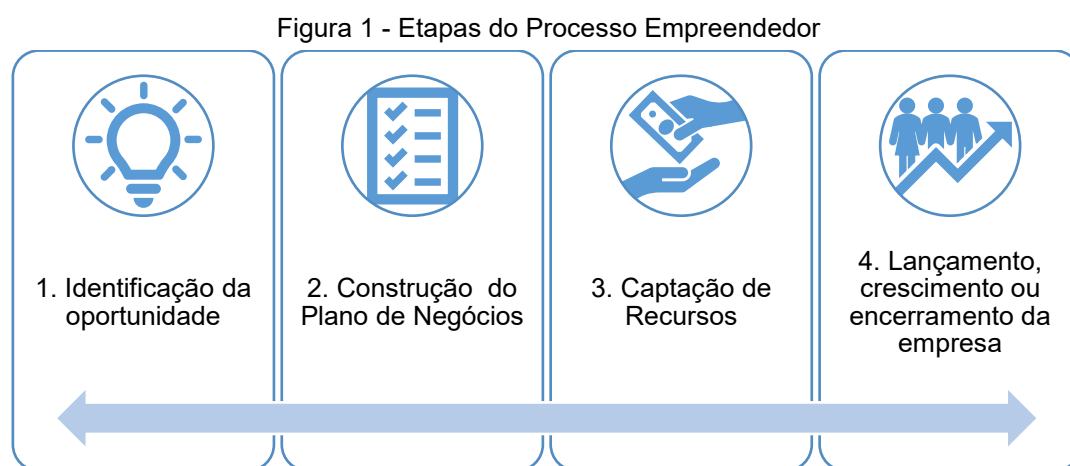 Figura 1 - Etapas do Processo Empreendedor
1. Identificação da
oportunidade
2. Construção do
Plano de Negócios
3. Captação de
Recursos
4. Lançamento,
crescimento ou
encerramento da
empresa